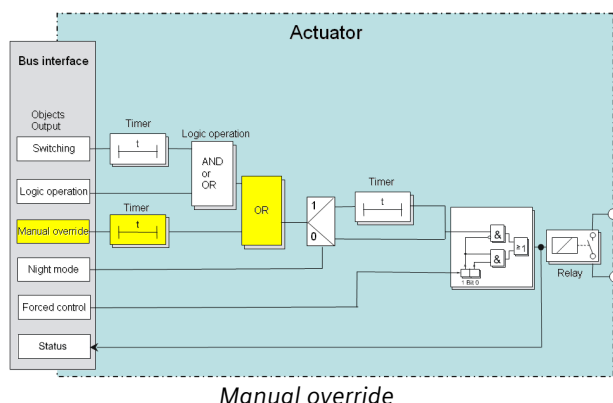 Actuator
Bus interface
Objects
Output
Timer
Logic operation
Switching
t
AND
or
OR
Logic operation
Timer
Timer
Manual override
t
OR
1
0
t
&
≥1
&
Night mode
1 Bit 0
Relay
Forced control
Status
Manual override